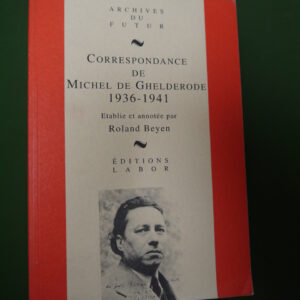 ARCHIVES
DU
FUTUR
CORRESPONDANCE
DE
MICHEL DE GHELDERODE
1936-1941
Etablie et annotée par
Roland Beyen
ÉDITIONS
LABOR